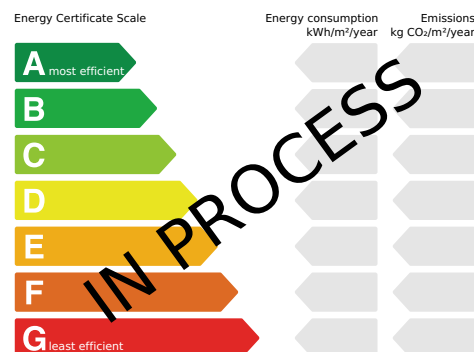 Energy Certificate Scale
Energy consumption
kWh/m²/year
Emissions
kg CO₂/m²/year
A most efficient
B
C
D
E
F
G least efficient
IN PROCESS